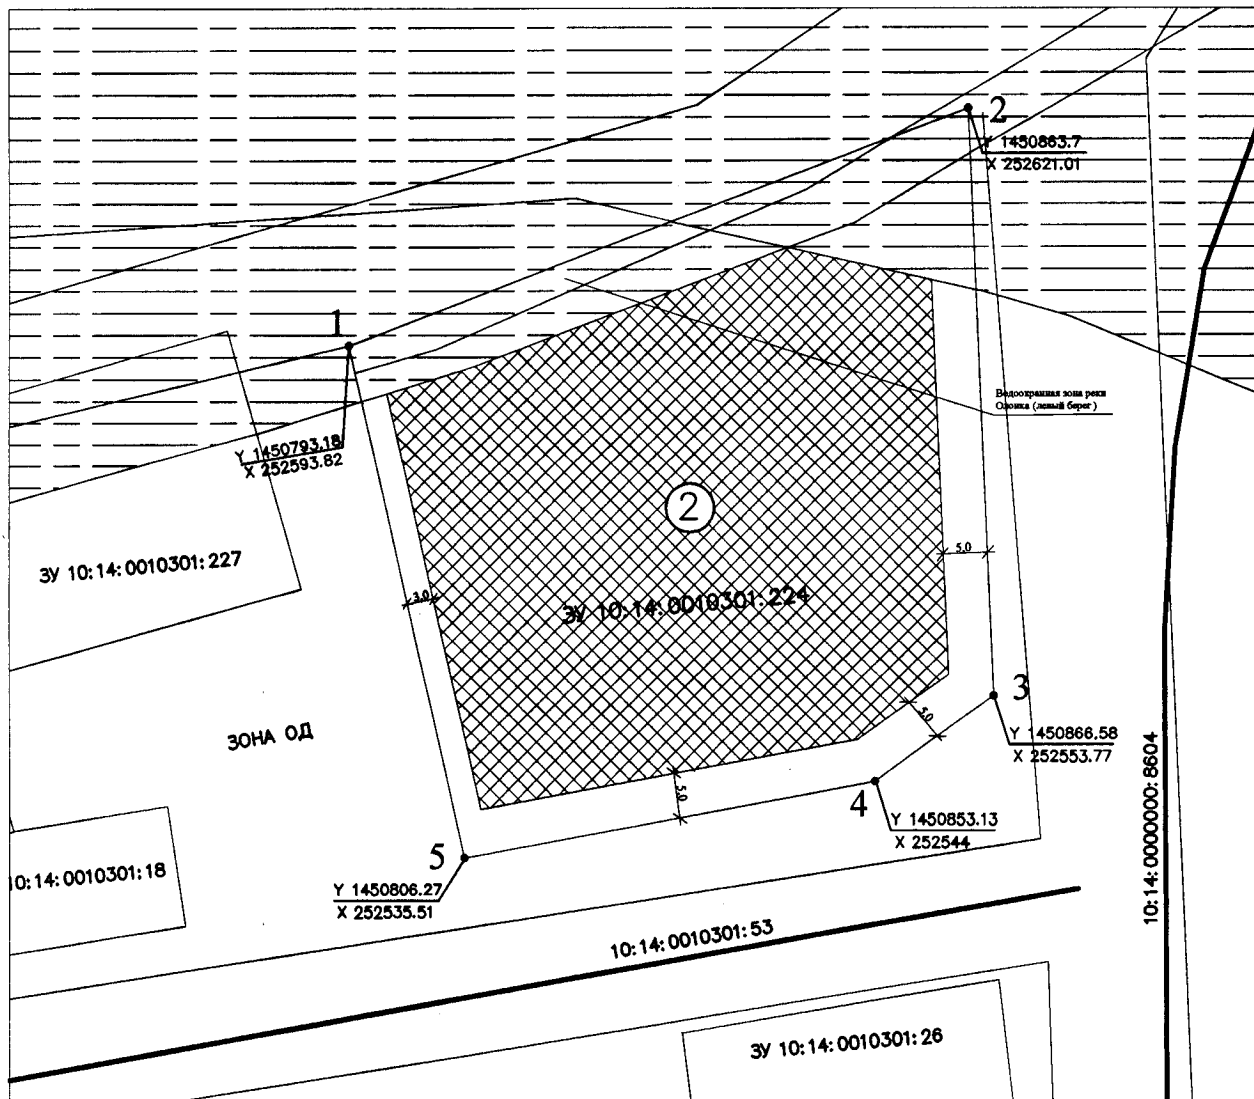 2
Y 1450863.7
X 252621.01
1
Y 1450793.18
X 252593.82
Водоохранная зона реки
Олонка (левый берег)
2
ЗУ 10:14:0010301:227
5.0
3.0
ЗУ 10:14:0010301:224
3
5.0
ЗОНА ОД
Y 1450866.58
X 252553.77
5.0
4
Y 1450853.13
X 252544
5
10:14:0010301:18
Y 1450806.27
X 252535.51
10:14:0000000:8604
10:14:0010301:53
ЗУ 10:14:0010301:26